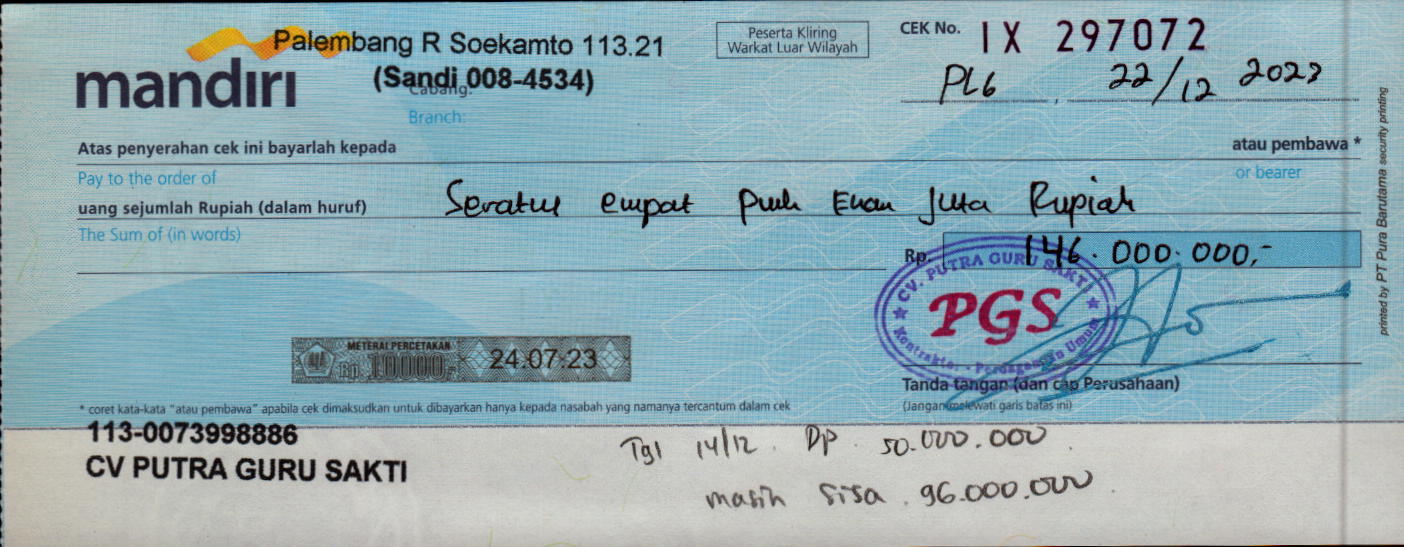 mandiri
Palembang R Soekamto 113.21
(Sandi 008-4534)
Cabang:
Branch:
Peserta Kliring
Warkat Luar Wilayah
CEK No. IX 297072
PLG, 22/12 2023
Atas penyerahan cek ini bayarlah kepada
atau pembawa *
Pay to the order of
or bearer
uang sejumlah Rupiah (dalam huruf) Seratus empat puluh Enam Juta Rupiah
The Sum of (in words)
Rp. 146.000.000,-
CV. PUTRA GURU SAKTI
PGS
Kontraktor - Perdagangan Umum
METERAI PERCETAKAN
Rp 10000,- 24.07.23
Tanda tangan (dan cap Perusahaan)
(Jangan melewati garis batas ini)
* coret kata-kata "atau pembawa" apabila cek dimaksudkan untuk dibayarkan hanya kepada nasabah yang namanya tercantum dalam cek
113-0073998886
CV PUTRA GURU SAKTI
Tgl 14/12. Dp. 50.000.000
masih sisa. 96.000.000
printed by PT Pura Barutama security printing